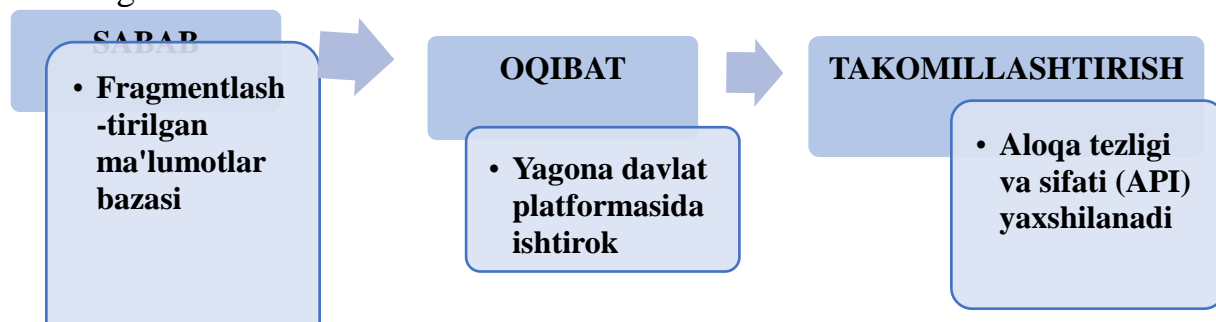 SABAB
• Fragmentlash
-tirilgan
ma'lumotlar
bazasi
OQIBAT
• Yagona davlat
platformasida
ishtirok
TAKOMILLASHTIRISH
• Aloqa tezligi
va sifati (API)
yaxshilanadi